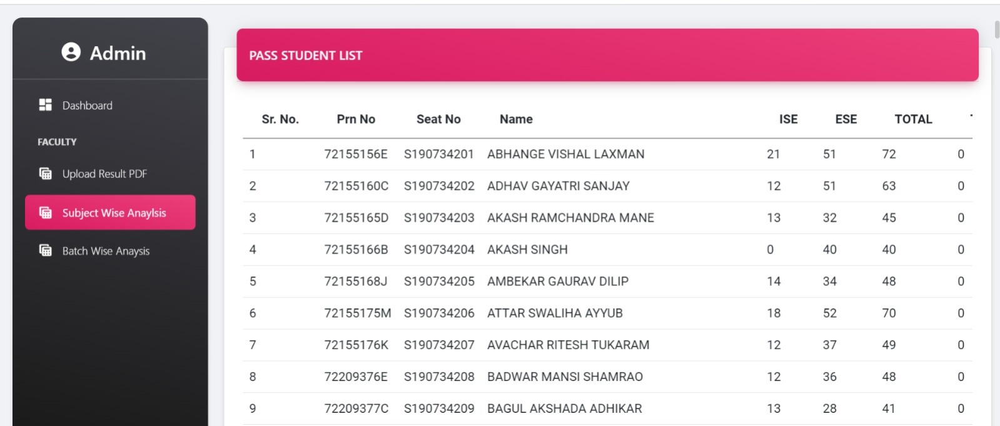 Admin
Dashboard
FACULTY
Upload Result PDF
Subject Wise Anaylsis
Batch Wise Anaysis
PASS STUDENT LIST
Sr. No. Prn No Seat No Name ISE ESE TOTAL
1 72155156E S190734201 ABHANGE VISHAL LAXMAN 21 51 72 0
2 72155160C S190734202 ADHAV GAYATRI SANJAY 12 51 63 0
3 72155165D S190734203 AKASH RAMCHANDRA MANE 13 32 45 0
4 72155166B S190734204 AKASH SINGH 0 40 40 0
5 72155168J S190734205 AMBEKAR GAURAV DILIP 14 34 48 0
6 72155175M S190734206 ATTAR SWALIHA AYYUB 18 52 70 0
7 72155176K S190734207 AVACHAR RITESH TUKARAM 12 37 49 0
8 72209376E S190734208 BADWAR MANSI SHAMRAO 12 36 48 0
9 72209377C S190734209 BAGUL AKSHADA ADHIKAR 13 28 41 0